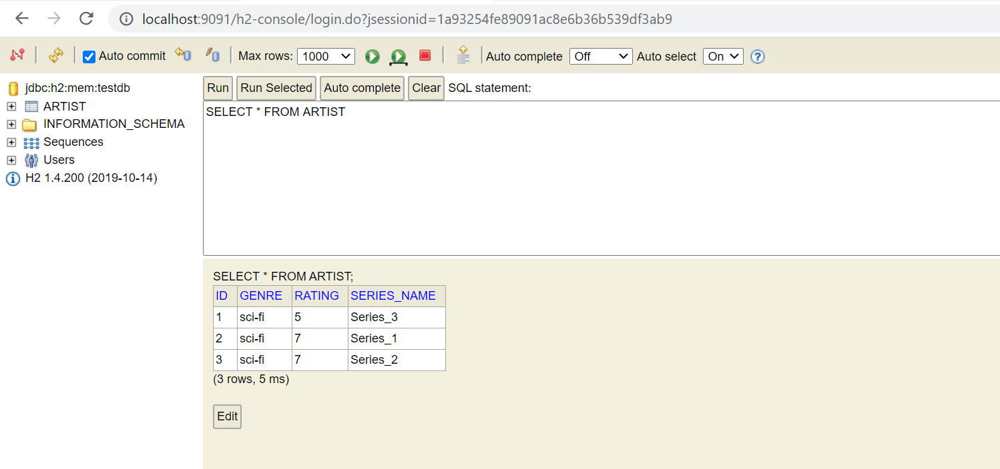 localhost:9091/h2-console/login.do?jsessionid=1a93254fe89091ac8e6b36b539df3ab9
Auto commit Max rows: 1000 Auto complete Off Auto select On
jdbc:h2:mem:testdb
ARTIST
INFORMATION_SCHEMA
Sequences
Users
H2 1.4.200 (2019-10-14)
Run Run Selected Auto complete Clear SQL statement:
SELECT * FROM ARTIST
SELECT * FROM ARTIST;
ID GENRE RATING SERIES_NAME
1 sci-fi 5 Series_3
2 sci-fi 7 Series_1
3 sci-fi 7 Series_2
(3 rows, 5 ms)
Edit